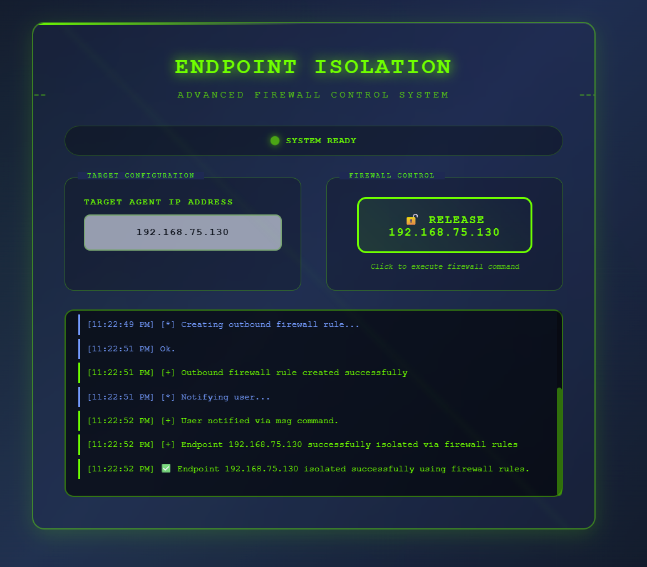 ENDPOINT ISOLATION
ADVANCED FIREWALL CONTROL SYSTEM
SYSTEM READY
TARGET CONFIGURATION
TARGET AGENT IP ADDRESS
192.168.75.130
FIREWALL CONTROL
🔓 RELEASE
192.168.75.130
Click to execute firewall command
[11:22:49 PM] [*] Creating outbound firewall rule...
[11:22:51 PM] Ok.
[11:22:51 PM] [+] Outbound firewall rule created successfully
[11:22:51 PM] [*] Notifying user...
[11:22:52 PM] [+] User notified via msg command.
[11:22:52 PM] [+] Endpoint 192.168.75.130 successfully isolated via firewall rules
[11:22:52 PM] ✅ Endpoint 192.168.75.130 isolated successfully using firewall rules.